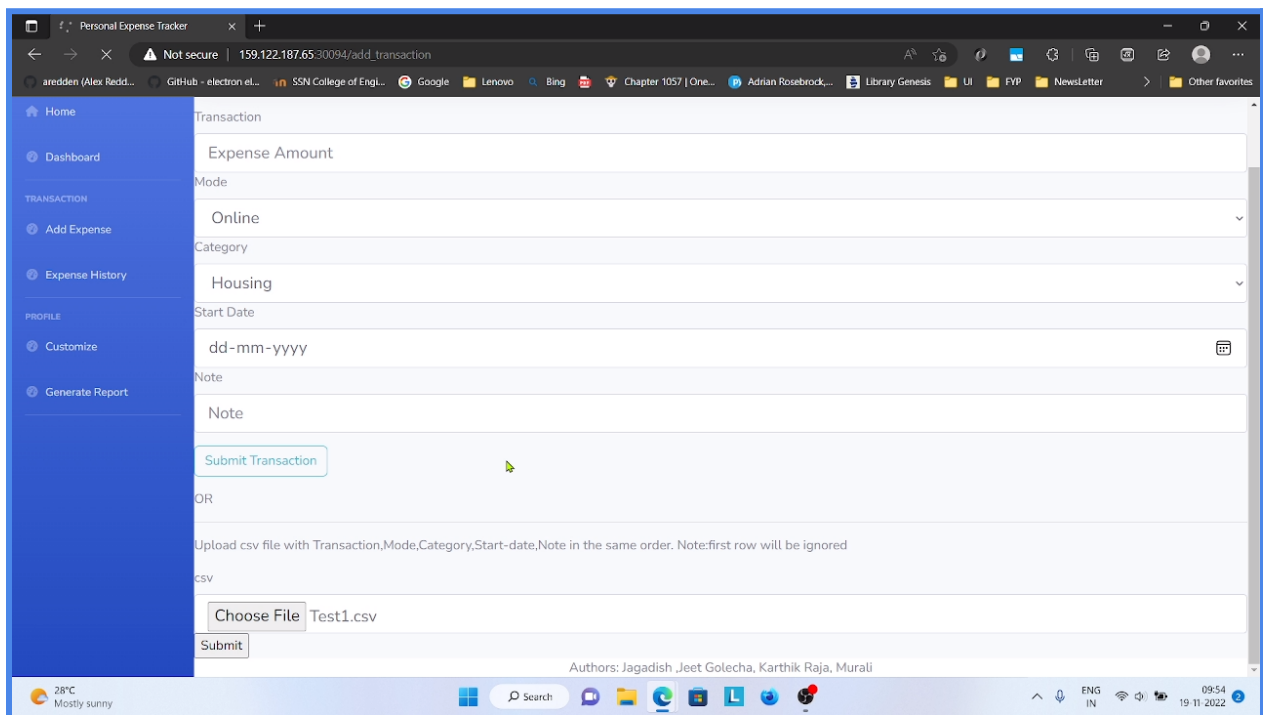 Personal Expense Tracker
Not secure | 159.122.187.65:30094/add_transaction
aredden (Alex Redd... GitHub - electron el... SSN College of Engi... Google Lenovo Bing Chapter 1057 | One... Adrian Rosebrock,... Library Genesis UI FYP NewsLetter Other favorites
Home
Dashboard
TRANSACTION
Add Expense
Expense History
PROFILE
Customize
Generate Report
Transaction
Expense Amount
Mode
Online
Category
Housing
Start Date
dd-mm-yyyy
Note
Note
Submit Transaction
OR
Upload csv file with Transaction,Mode,Category,Start-date,Note in the same order. Note:first row will be ignored
csv
Choose File Test1.csv
Submit
Authors: Jagadish ,Jeet Golecha, Karthik Raja, Murali
28°C
Mostly sunny
Search
ENG
IN
09:54
19-11-2022
2